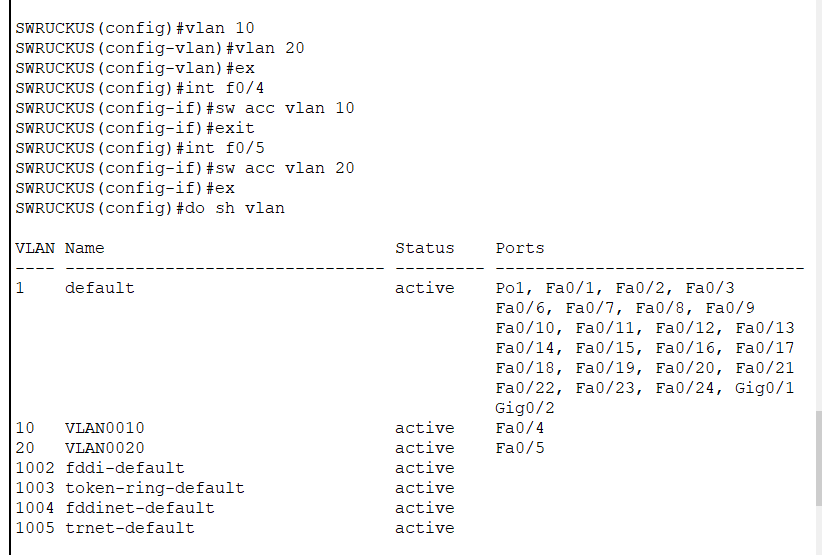 SWRUCKUS(config)#vlan 10
SWRUCKUS(config-vlan)#vlan 20
SWRUCKUS(config-vlan)#ex
SWRUCKUS(config)#int f0/4
SWRUCKUS(config-if)#sw acc vlan 10
SWRUCKUS(config-if)#exit
SWRUCKUS(config)#int f0/5
SWRUCKUS(config-if)#sw acc vlan 20
SWRUCKUS(config-if)#ex
SWRUCKUS(config)#do sh vlan

VLAN Name                             Status    Ports
---- -------------------------------- --------- -------------------------------
1    default                          active    Po1, Fa0/1, Fa0/2, Fa0/3
                                                Fa0/6, Fa0/7, Fa0/8, Fa0/9
                                                Fa0/10, Fa0/11, Fa0/12, Fa0/13
                                                Fa0/14, Fa0/15, Fa0/16, Fa0/17
                                                Fa0/18, Fa0/19, Fa0/20, Fa0/21
                                                Fa0/22, Fa0/23, Fa0/24, Gig0/1
                                                Gig0/2
10   VLAN0010                         active    Fa0/4
20   VLAN0020                         active    Fa0/5
1002 fddi-default                     active
1003 token-ring-default               active
1004 fddinet-default                  active
1005 trnet-default                    active